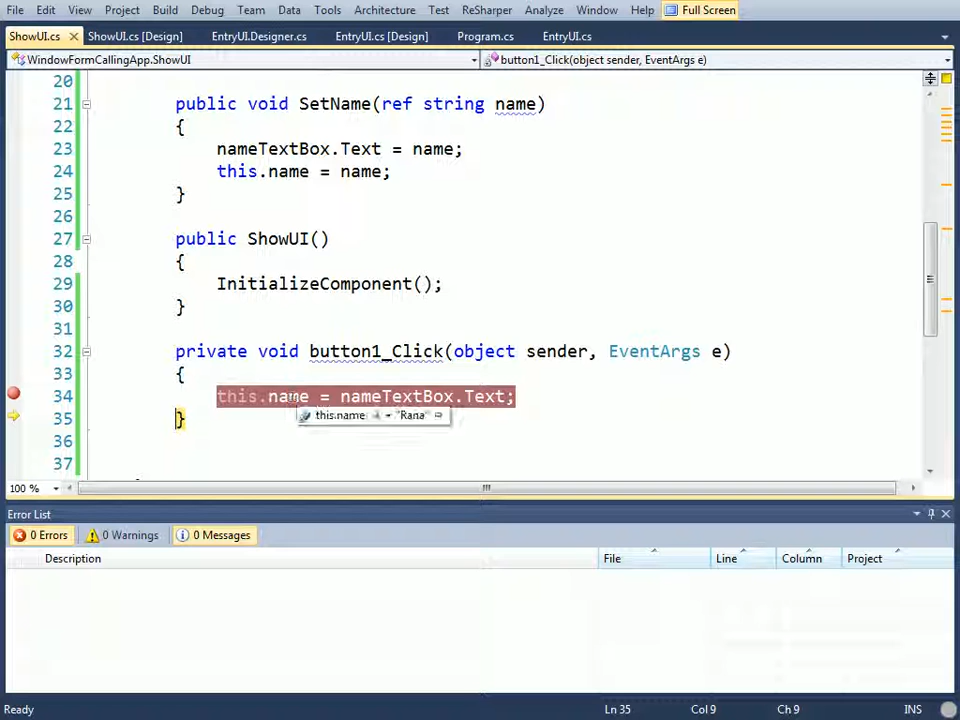 File Edit View Project Build Debug Team Data Tools Architecture Test ReSharper Analyze Window Help Full Screen
ShowUI.cs ShowUI.cs [Design] EntryUI.Designer.cs EntryUI.cs [Design] Program.cs EntryUI.cs
WindowFormCallingApp.ShowUI button1_Click(object sender, EventArgs e)
20
21 public void SetName(ref string name)
22 {
23 nameTextBox.Text = name;
24 this.name = name;
25 }
26
27 public ShowUI()
28 {
29 InitializeComponent();
30 }
31
32 private void button1_Click(object sender, EventArgs e)
33 {
34 this.name = nameTextBox.Text;
this.name "Rana"
35 }
36
37
100 %
Error List
0 Errors 0 Warnings 0 Messages
Description File Line Column Project
Ready Ln 35 Col 9 Ch 9 INS